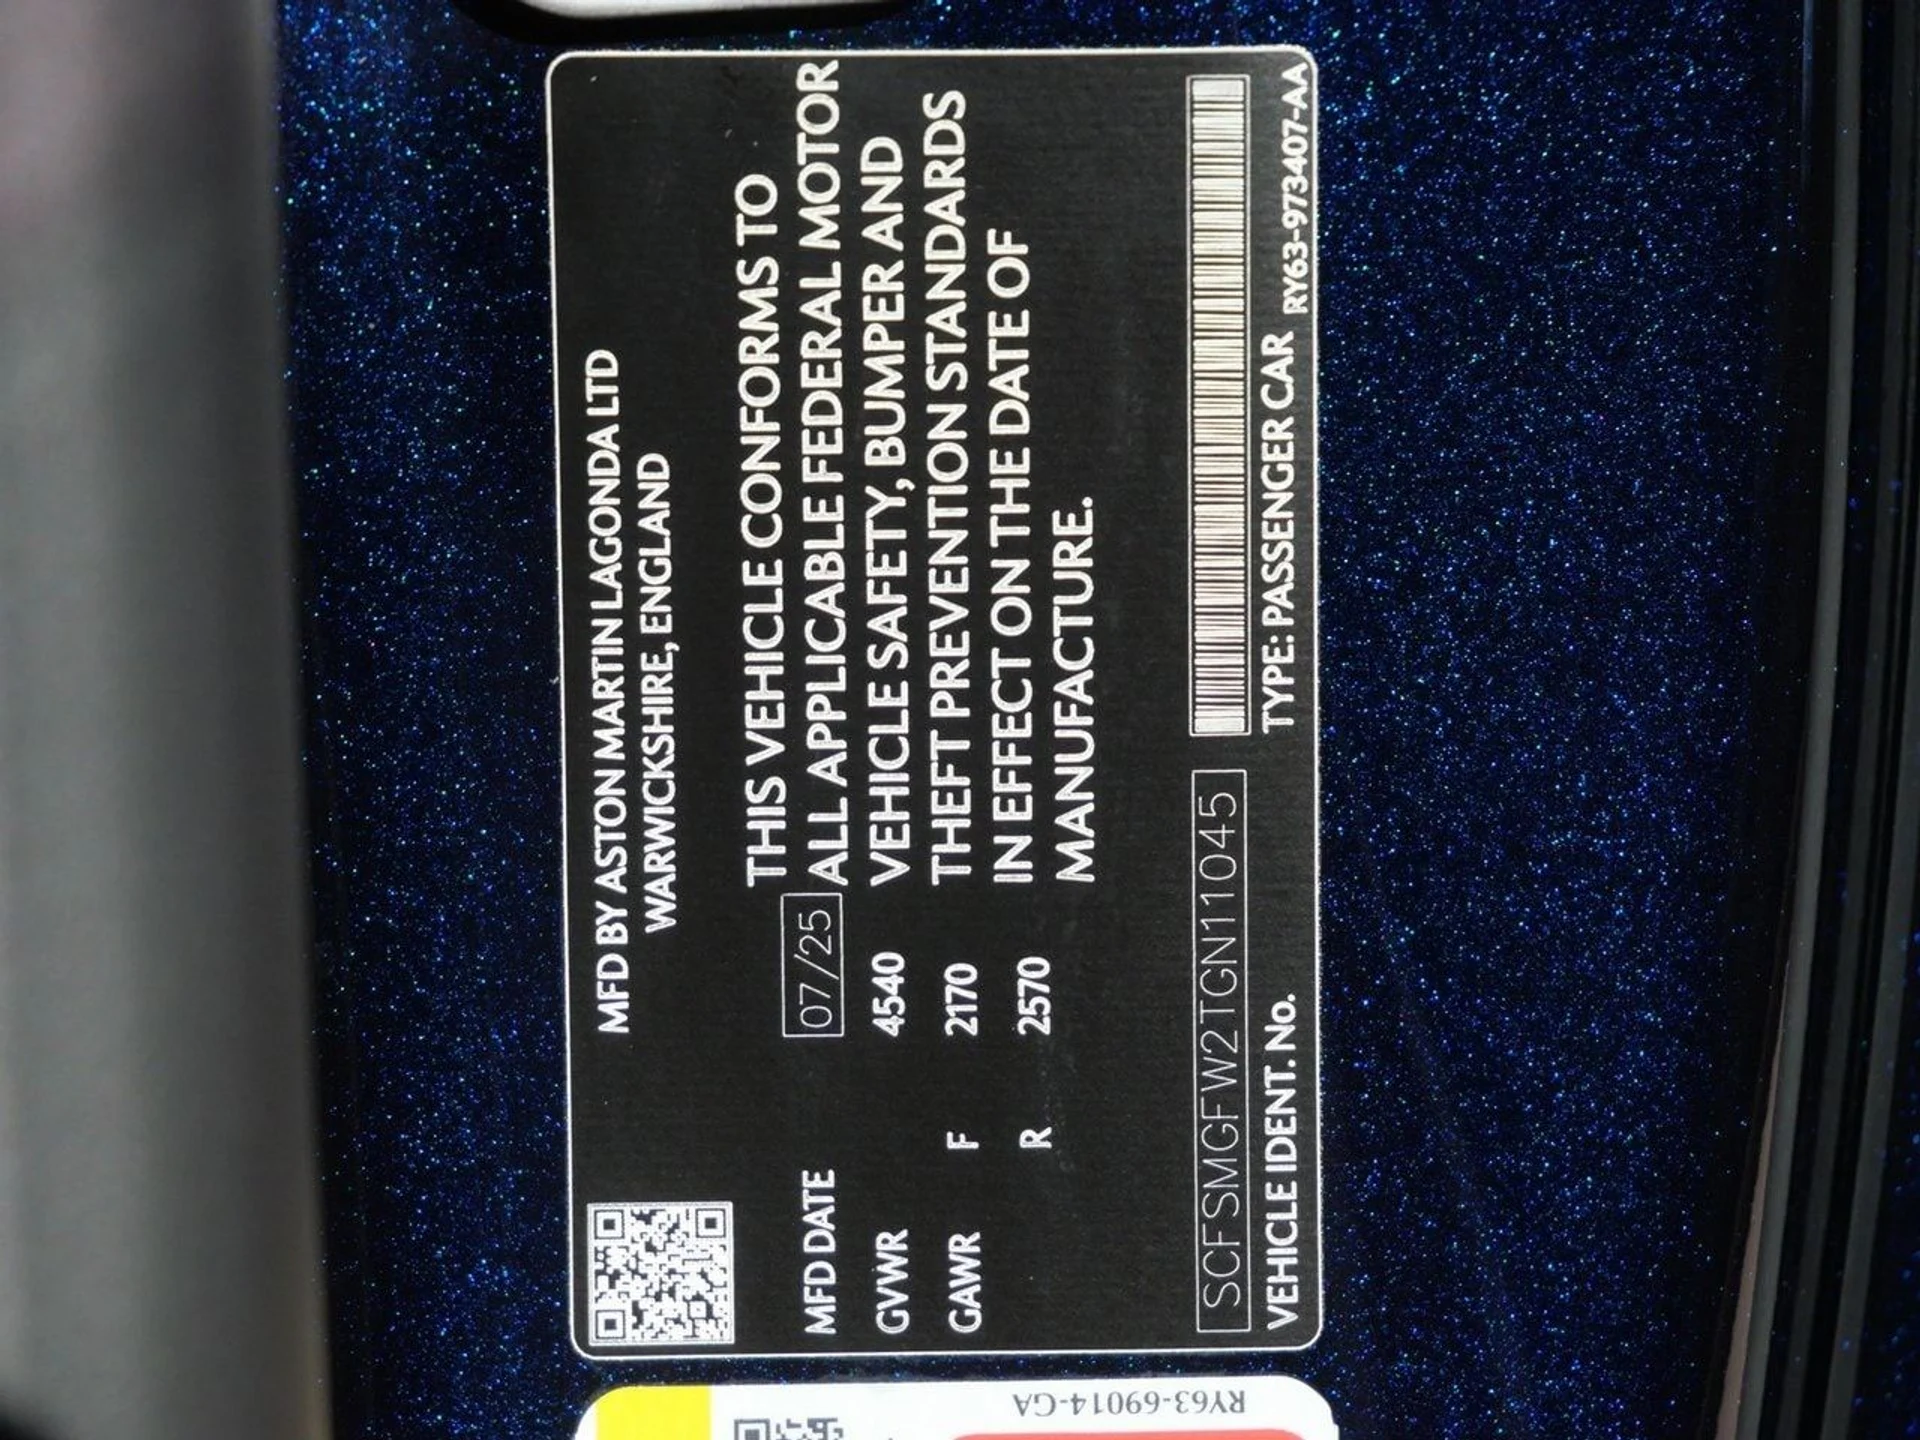 MFD BY ASTON MARTIN LAGONDA LTD
WARWICKSHIRE, ENGLAND
MFD DATE 07/25
GVWR 4540
GAWR F 2170
R 2570
THIS VEHICLE CONFORMS TO
ALL APPLICABLE FEDERAL MOTOR
VEHICLE SAFETY, BUMPER AND
THEFT PREVENTION STANDARDS
IN EFFECT ON THE DATE OF
MANUFACTURE.
SCFSMGFW2TGN11045
VEHICLE IDENT. No.
TYPE: PASSENGER CAR
RY63-973407-AA
RY63-69014-GA